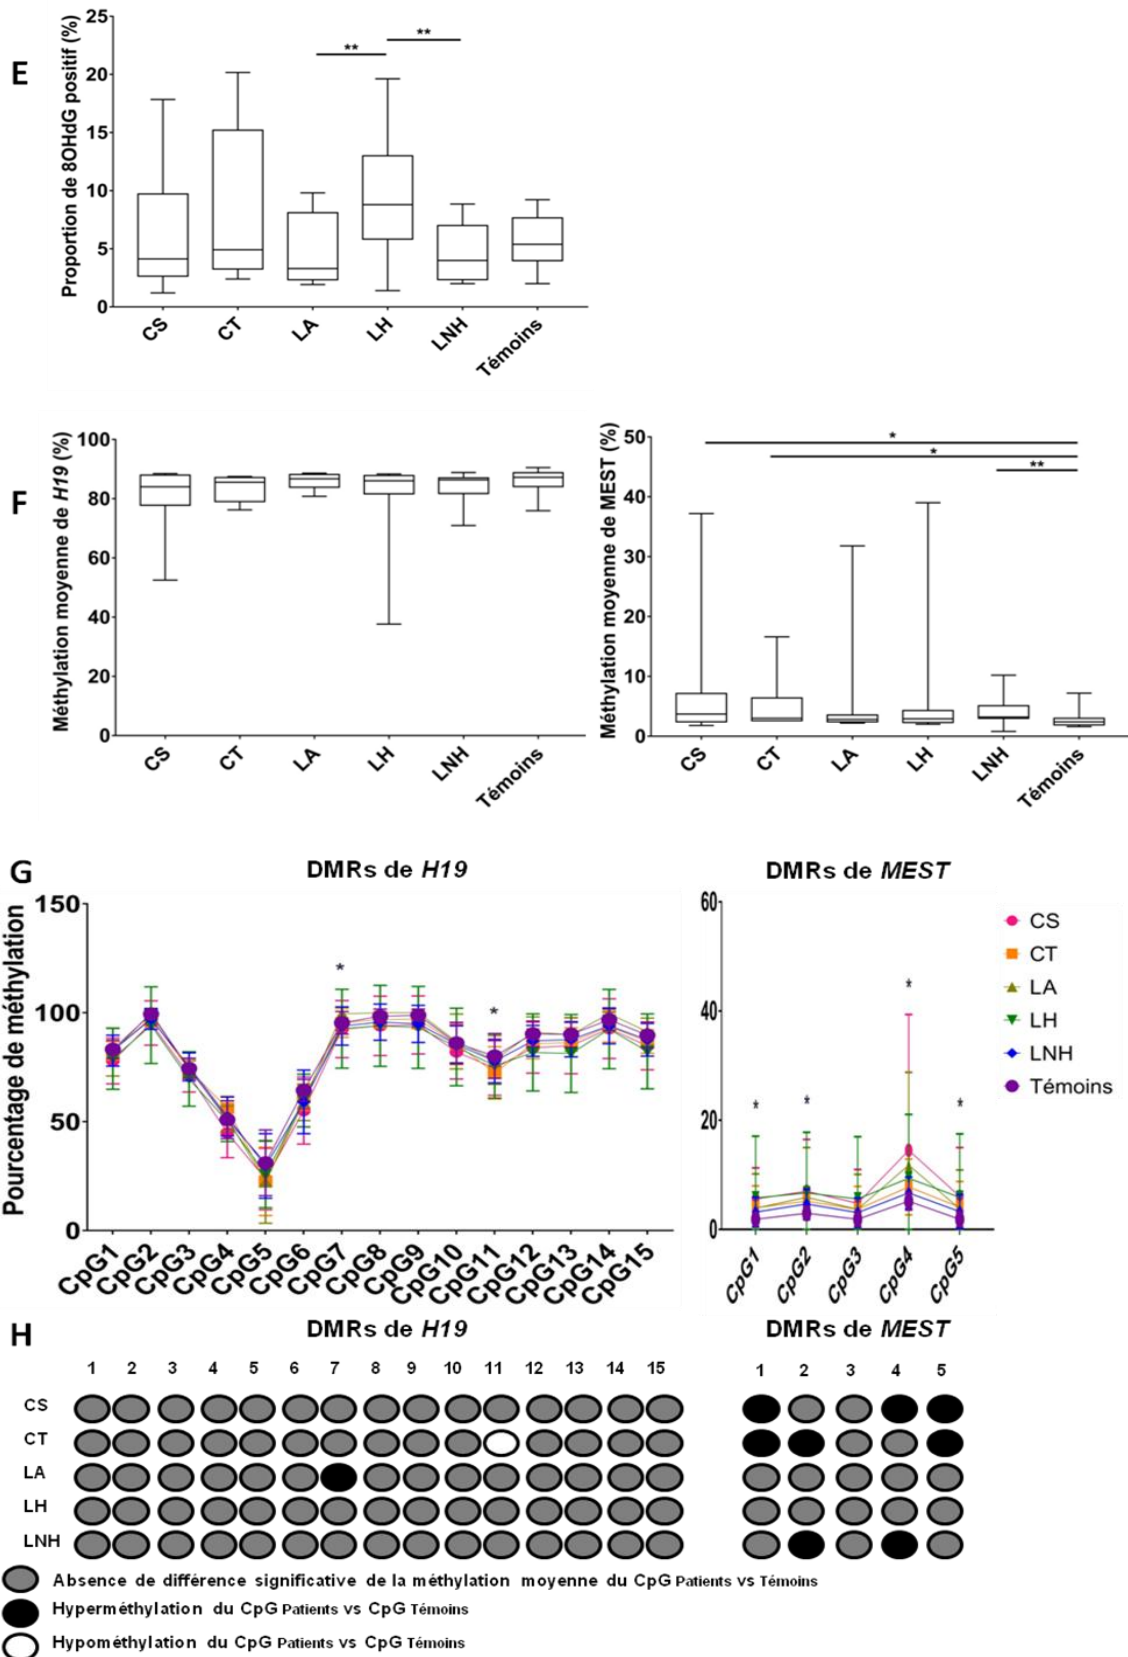 E
Proportion de 8OHdG positif (%)
25
20
15
10
5
0
**
**
CS
CT
LA
LH
LNH
Témoins
F
Méthylation moyenne de H19 (%)
100
80
60
40
20
0
CS
CT
LA
LH
LNH
Témoins
Méthylation moyenne de MEST (%)
50
40
30
20
10
0
*
*
**
CS
CT
LA
LH
LNH
Témoins
G
DMRs de H19
Pourcentage de méthylation
150
100
50
0
*
*
CpG1
CpG2
CpG3
CpG4
CpG5
CpG6
CpG7
CpG8
CpG9
CpG10
CpG11
CpG12
CpG13
CpG14
CpG15
DMRs de MEST
60
40
20
0
*
*
*
*
CpG1
CpG2
CpG3
CpG4
CpG5
CS
CT
LA
LH
LNH
Témoins
H
DMRs de H19
DMRs de MEST
1 2 3 4 5 6 7 8 9 10 11 12 13 14 15
1 2 3 4 5
CS
CT
LA
LH
LNH
Absence de différence significative de la méthylation moyenne du CpG Patients vs Témoins
Hyperméthylation du CpG Patients vs CpG Témoins
Hypométhylation du CpG Patients vs CpG Témoins